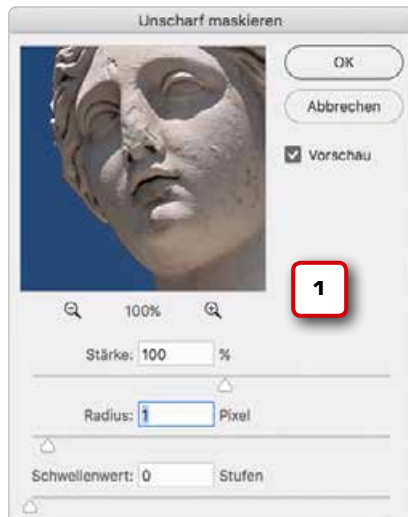 Unscharf maskieren
OK
Abbrechen
Vorschau
1
100%
Stärke: 100 %
Radius: 1 Pixel
Schwellenwert: 0 Stufen